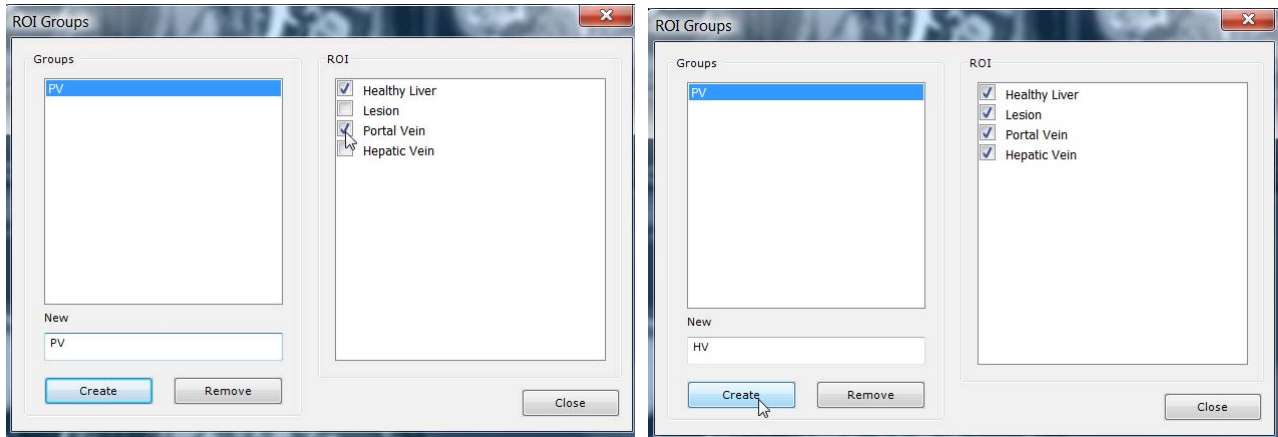 ROI Groups
Groups
PV
New
PV
Create
Remove
ROI
Healthy Liver
Lesion
Portal Vein
Hepatic Vein
Close
ROI Groups
Groups
PV
New
HV
Create
Remove
ROI
Healthy Liver
Lesion
Portal Vein
Hepatic Vein
Close